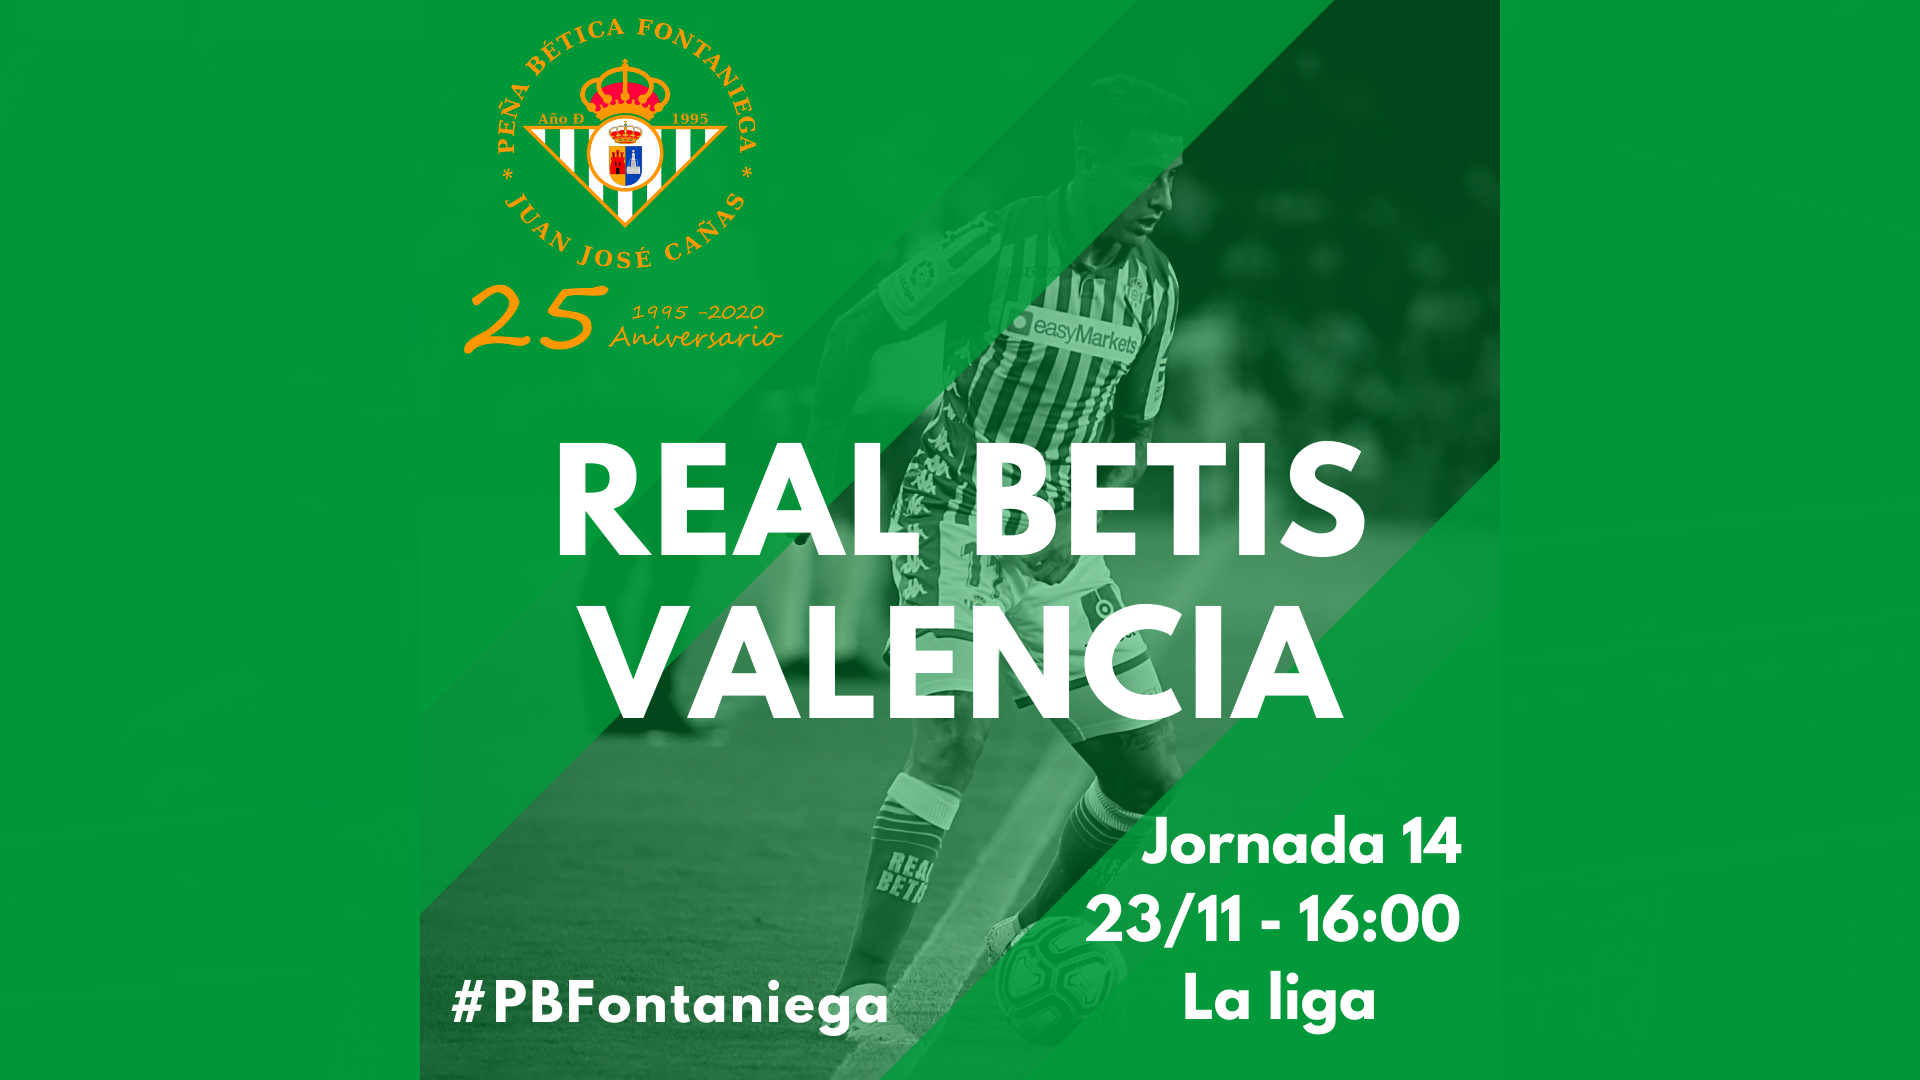 PEÑA BÉTICA FONTANIEGA
Año Đ 1995
* JUAN JOSÉ CAÑAS *
25 1995 -2020
Aniversario
easyMarkets
REAL BETIS
VALENCIA
REAL
BETIS
Jornada 14
23/11 - 16:00
La liga
#PBFontaniega